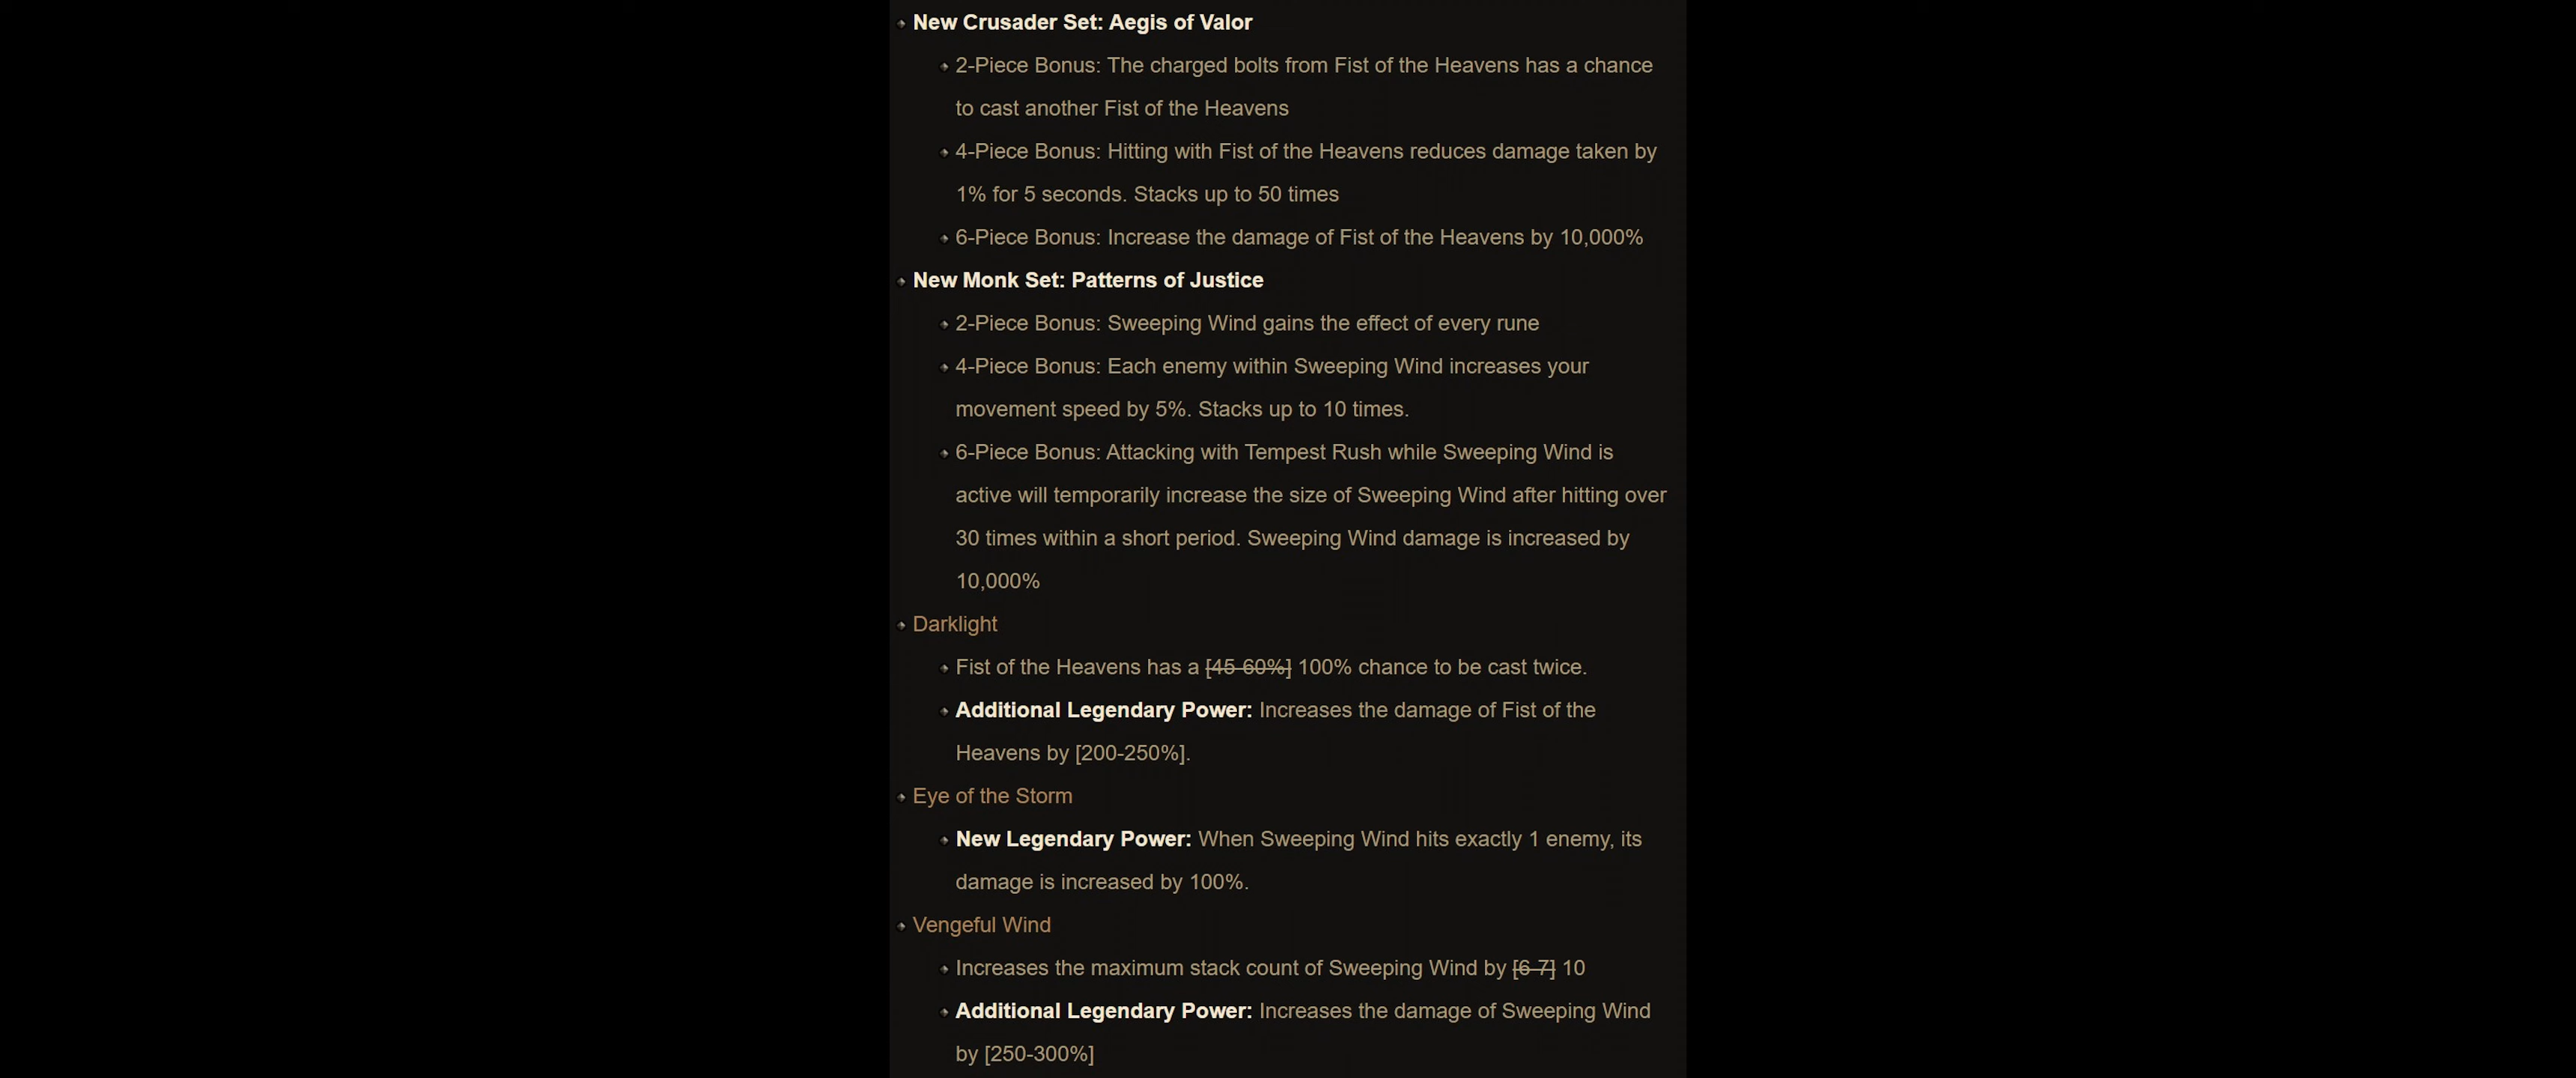 New Crusader Set: Aegis of Valor
2-Piece Bonus: The charged bolts from Fist of the Heavens has a chance
to cast another Fist of the Heavens
4-Piece Bonus: Hitting with Fist of the Heavens reduces damage taken by
1% for 5 seconds. Stacks up to 50 times
6-Piece Bonus: Increase the damage of Fist of the Heavens by 10,000%
New Monk Set: Patterns of Justice
2-Piece Bonus: Sweeping Wind gains the effect of every rune
4-Piece Bonus: Each enemy within Sweeping Wind increases your
movement speed by 5%. Stacks up to 10 times.
6-Piece Bonus: Attacking with Tempest Rush while Sweeping Wind is
active will temporarily increase the size of Sweeping Wind after hitting over
30 times within a short period. Sweeping Wind damage is increased by
10,000%
Darklight
Fist of the Heavens has a [45-60%] 100% chance to be cast twice.
Additional Legendary Power: Increases the damage of Fist of the
Heavens by [200-250%].
Eye of the Storm
New Legendary Power: When Sweeping Wind hits exactly 1 enemy, its
damage is increased by 100%.
Vengeful Wind
Increases the maximum stack count of Sweeping Wind by [6-7] 10
Additional Legendary Power: Increases the damage of Sweeping Wind
by [250-300%]